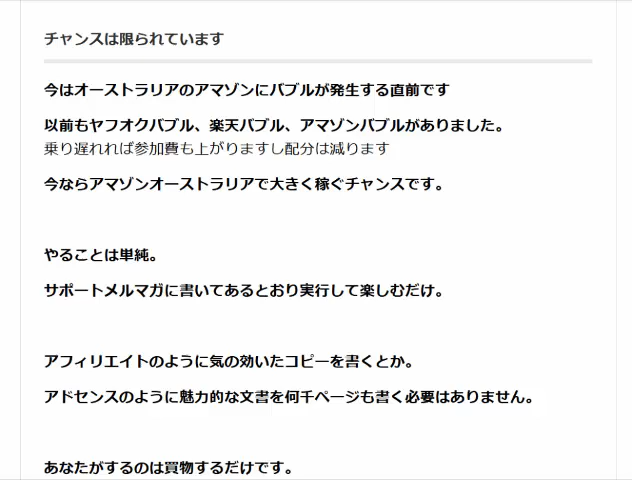 チャンスは限られています
今はオーストラリアのアマゾンにバブルが発生する直前です
以前もヤフオクバブル、楽天バブル、アマゾンバブルがありました。
乗り遅れれば参加費も上がりますし配分は減ります
今ならアマゾンオーストラリアで大きく稼ぐチャンスです。
やることは単純。
サポートメルマガに書いてあるとおり実行して楽しむだけ。
アフィリエイトのように気の効いたコピーを書くとか。
アドセンスのように魅力的な文書を何千ページも書く必要はありません。
あなたがするのは買物するだけです。